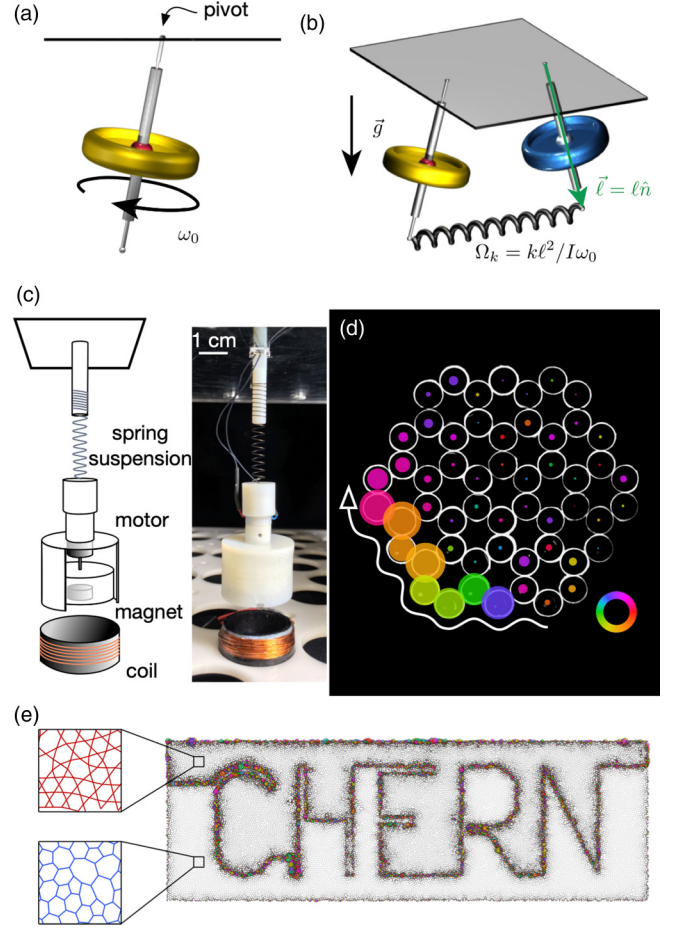 (a)
pivot
ω₀
(b)
g⃗
ℓ⃗ = ℓn̂
Ωₖ = kℓ²/Iω₀
(c)
spring
suspension
motor
magnet
coil
1 cm
(d)
(e)
CHERN